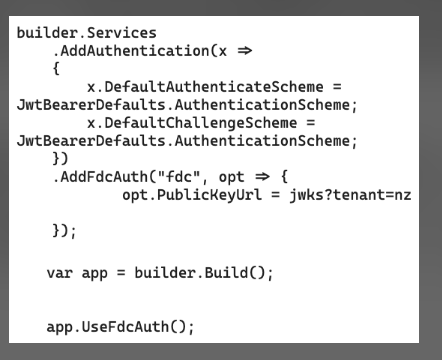 builder.Services
    .AddAuthentication(x =>
    {
        x.DefaultAuthenticateScheme =
JwtBearerDefaults.AuthenticationScheme;
        x.DefaultChallengeScheme =
JwtBearerDefaults.AuthenticationScheme;
    })
    .AddFdcAuth("fdc", opt => {
            opt.PublicKeyUrl = jwks?tenant=nz
    });
    var app = builder.Build();
    app.UseFdcAuth();